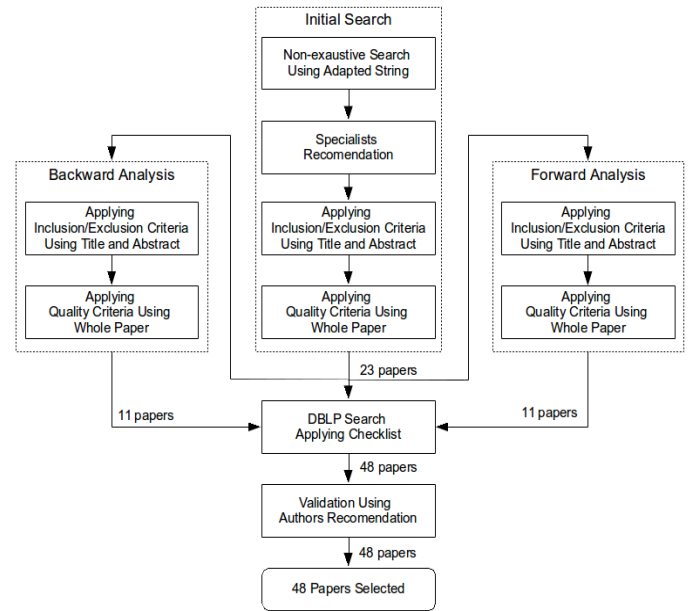 Initial Search
Non-exaustive Search
Using Adapted String
Specialists
Recomendation
Backward Analysis
Forward Analysis
Applying
Inclusion/Exclusion Criteria
Using Title and Abstract
Applying
Inclusion/Exclusion Criteria
Using Title and Abstract
Applying
Inclusion/Exclusion Criteria
Using Title and Abstract
Applying
Quality Criteria Using
Whole Paper
Applying
Quality Criteria Using
Whole Paper
Applying
Quality Criteria Using
Whole Paper
23 papers
11 papers
11 papers
DBLP Search
Applying Checklist
48 papers
Validation Using
Authors Recomendation
48 papers
48 Papers Selected